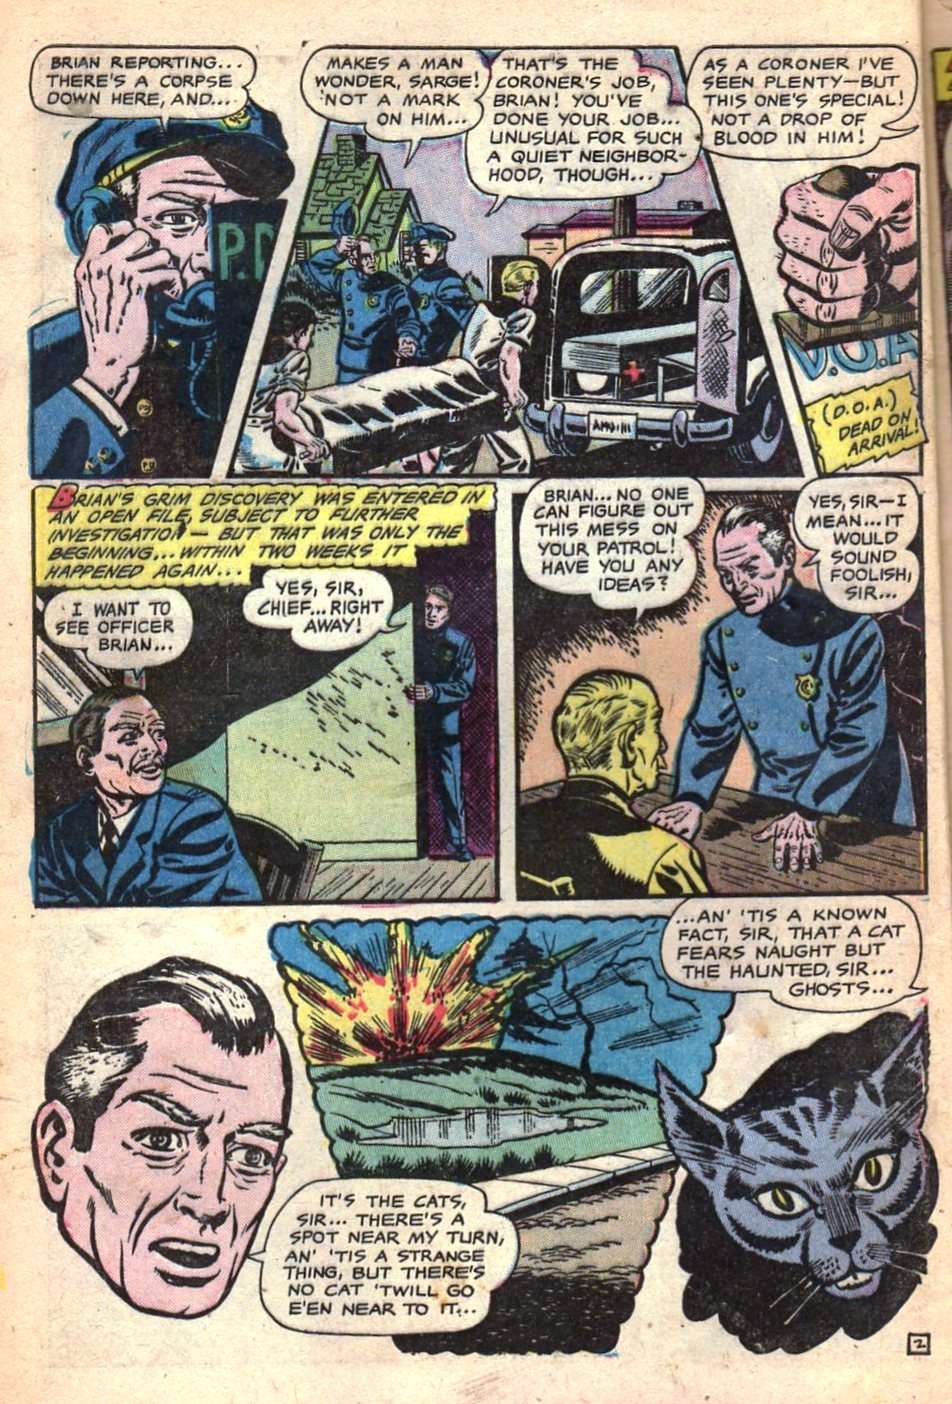 BRIAN REPORTING...
THERE'S A CORPSE
DOWN HERE, AND...
P.D
MAKES A MAN
WONDER, SARGE!
NOT A MARK
ON HIM...
THAT'S THE
CORONER'S JOB,
BRIAN! YOU'VE
DONE YOUR JOB...
UNUSUAL FOR SUCH
A QUIET NEIGHBOR-
HOOD, THOUGH...
AS A CORONER I'VE
SEEN PLENTY—BUT
THIS ONE'S SPECIAL!
NOT A DROP OF
BLOOD IN HIM!
D.O.A
(D.O.A.)
DEAD ON
ARRIVAL!
BRIAN'S GRIM DISCOVERY WAS ENTERED IN
AN OPEN FILE, SUBJECT TO FURTHER
INVESTIGATION — BUT THAT WAS ONLY THE
BEGINNING... WITHIN TWO WEEKS IT
HAPPENED AGAIN...
I WANT TO
SEE OFFICER
BRIAN...
YES, SIR,
CHIEF... RIGHT
AWAY!
BRIAN... NO ONE
CAN FIGURE OUT
THIS MESS ON
YOUR PATROL!
HAVE YOU ANY
IDEAS?
YES, SIR—I
MEAN...IT
WOULD
SOUND
FOOLISH,
SIR...
IT'S THE CATS,
SIR... THERE'S A
SPOT NEAR MY TURN,
AN' 'TIS A STRANGE
THING, BUT THERE'S
NO CAT 'TWILL GO
E'EN NEAR TO IT...
...AN' 'TIS A KNOWN
FACT, SIR, THAT A CAT
FEARS NAUGHT BUT
THE HAUNTED, SIR...
GHOSTS...
2